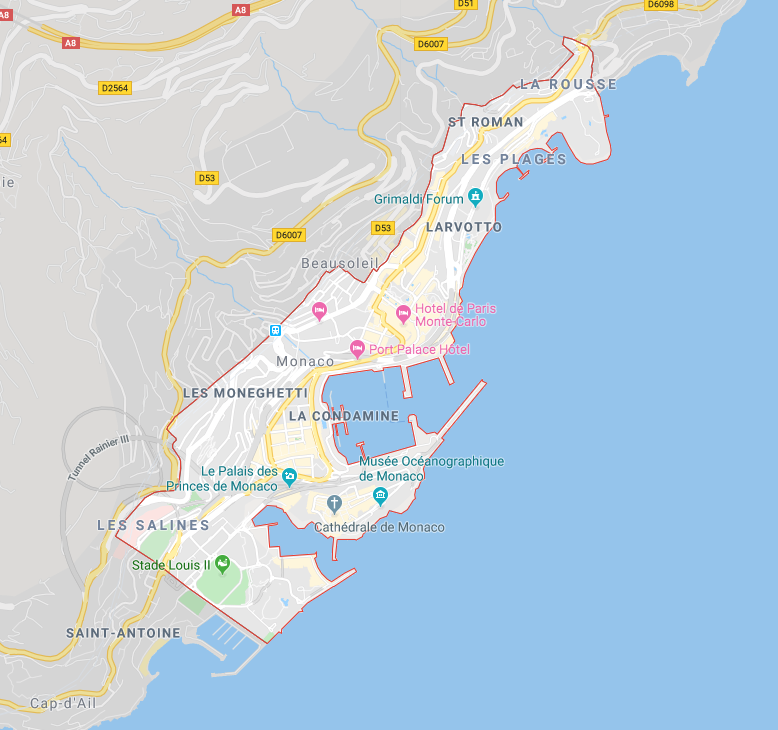 A8
A8
D51
D6098
A8
D6007
D2564
LA ROUSSE
ST ROMAN
64
LES PLAGES
ie
D53
Grimaldi Forum
D53
LARVOTTO
D6007
Beausoleil
Hotel de Paris
Monte-Carlo
Port Palace Hôtel
Monaco
LES MONEGHETTI
LA CONDAMINE
Tunnel Rainier III
Musée Océanographique
de Monaco
Le Palais des
Princes de Monaco
Cathédrale de Monaco
LES SALINES
Stade Louis II
SAINT-ANTOINE
Cap-d'Ail